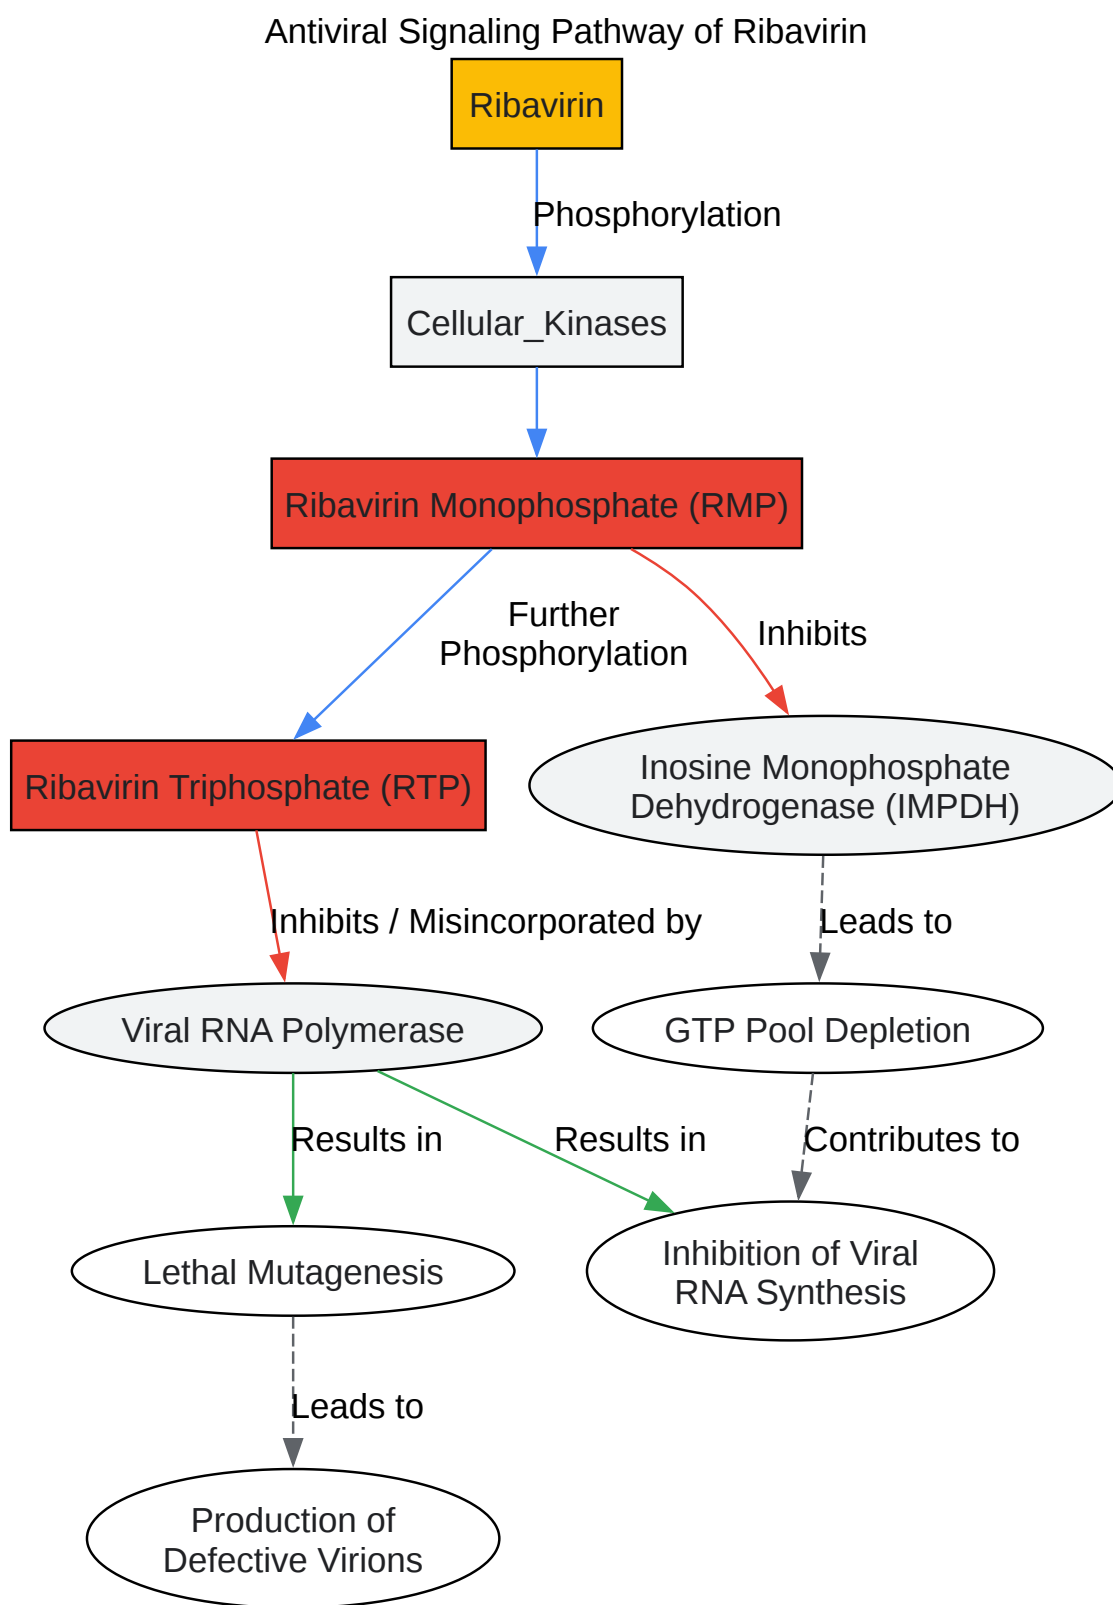 Antiviral Signaling Pathway of Ribavirin
Ribavirin
Phosphorylation
Cellular_Kinases
Ribavirin Monophosphate (RMP)
Further
Phosphorylation
Inhibits
Ribavirin Triphosphate (RTP)
Inosine Monophosphate
Dehydrogenase (IMPDH)
Inhibits / Misincorporated by
Leads to
Viral RNA Polymerase
GTP Pool Depletion
Results in
Results in
Contributes to
Lethal Mutagenesis
Inhibition of Viral
RNA Synthesis
Leads to
Production of
Defective Virions